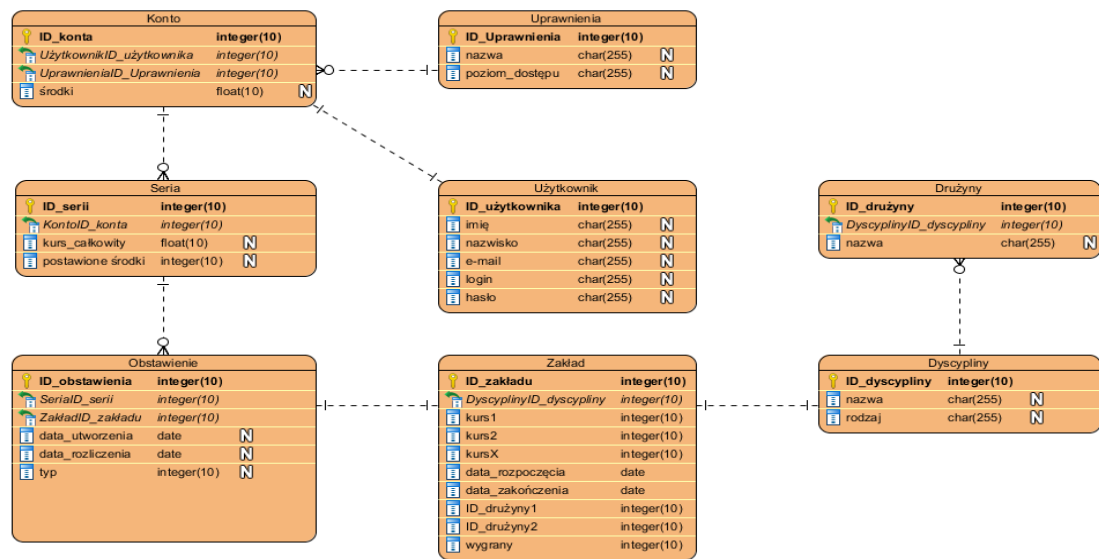 Konto
ID_konta integer(10)
UżytkownikID_użytkownika integer(10)
UprawnieniaID_Uprawnienia integer(10)
środki float(10) N
Uprawnienia
ID_Uprawnienia integer(10)
nazwa char(255) N
poziom_dostępu char(255) N
Seria
ID_serii integer(10)
KontoID_konta integer(10)
kurs_całkowity float(10) N
postawione środki integer(10) N
Użytkownik
ID_użytkownika integer(10)
imię char(255) N
nazwisko char(255) N
e-mail char(255) N
login char(255) N
hasło char(255) N
Drużyny
ID_drużyny integer(10)
DyscyplinyID_dyscypliny integer(10)
nazwa char(255) N
Obstawienie
ID_obstawienia integer(10)
SeriaID_serii integer(10)
ZakładID_zakładu integer(10)
data_utworzenia date N
data_rozliczenia date N
typ integer(10) N
Zakład
ID_zakładu integer(10)
DyscyplinyID_dyscypliny integer(10)
kurs1 integer(10)
kurs2 integer(10)
kursX integer(10)
data_rozpoczęcia date
data_zakończenia date
ID_drużyny1 integer(10)
ID_drużyny2 integer(10)
wygrany integer(10)
Dyscypliny
ID_dyscypliny integer(10)
nazwa char(255) N
rodzaj char(255) N